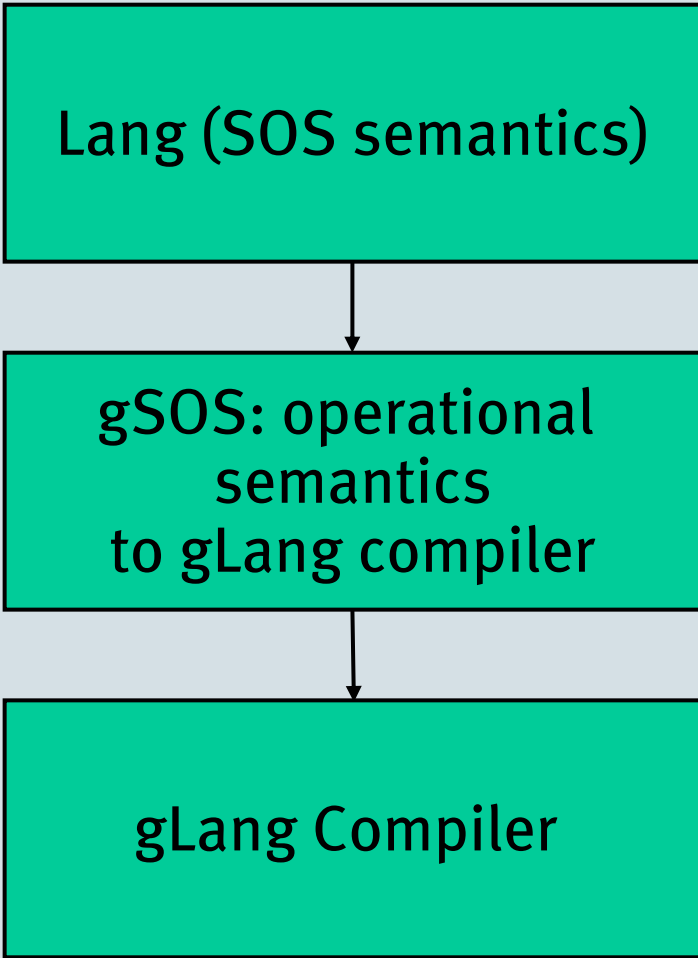 Lang (SOS semantics)
gSOS: operational
semantics
to gLang compiler
gLang Compiler